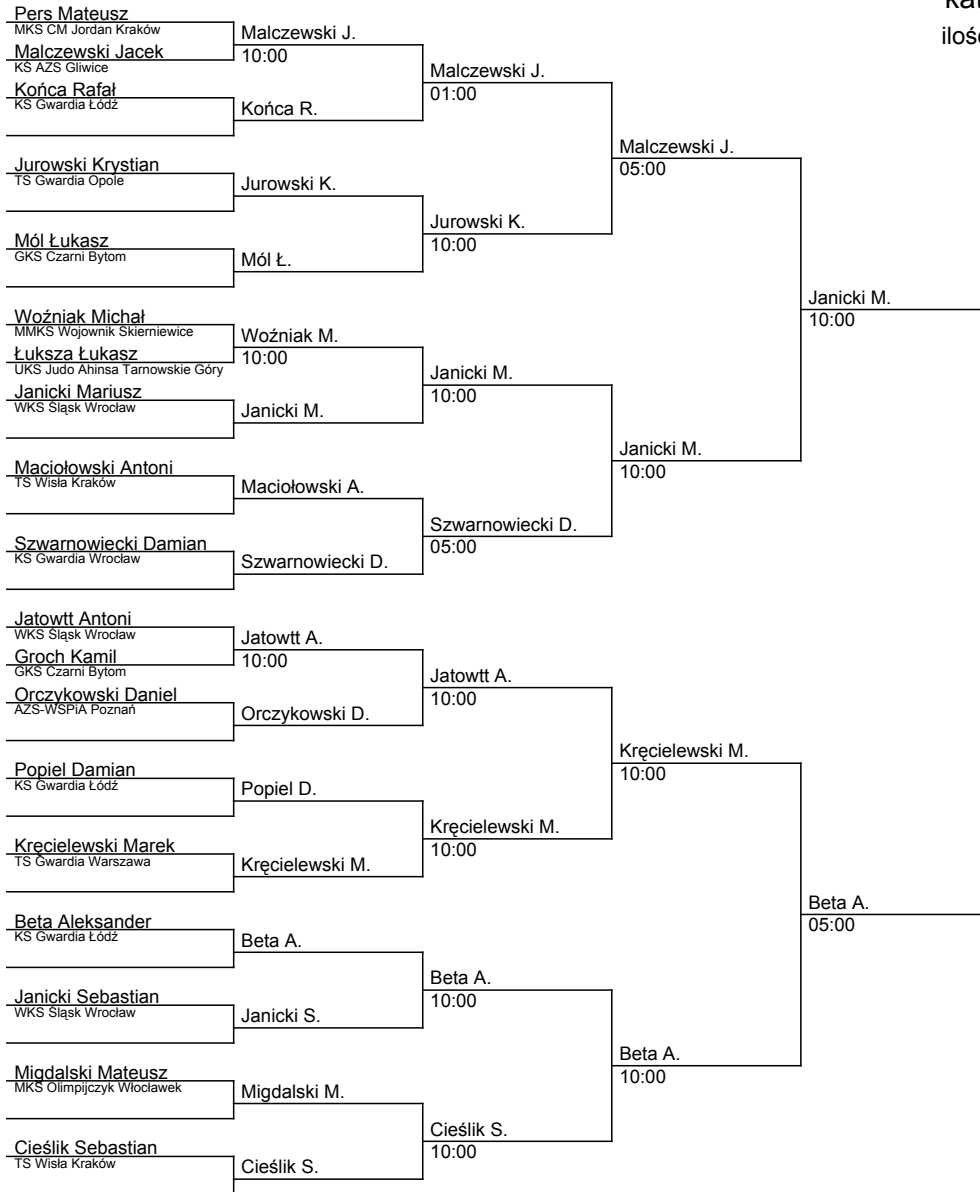 Pers Mateusz
MKS CM Jordan Kraków
Malczewski Jacek
KS AZS Gliwice
Końca Rafał
KS Gwardia Łódź
Jurowski Krystian
TS Gwardia Opole
Mól Łukasz
GKS Czarni Bytom
Woźniak Michał
MMKS Wojownik Skierniewice
Łuksza Łukasz
UKS Judo Ahinsa Tarnowskie Góry
Janicki Mariusz
WKS Śląsk Wrocław
Maciołowski Antoni
TS Wisła Kraków
Szwarnowiecki Damian
KS Gwardia Wrocław
Jatowtt Antoni
WKS Śląsk Wrocław
Groch Kamil
GKS Czarni Bytom
Orczykowski Daniel
AZS-WSPiA Poznań
Popiel Damian
KS Gwardia Łódź
Kręcielewski Marek
TS Gwardia Warszawa
Beta Aleksander
KS Gwardia Łódź
Janicki Sebastian
WKS Śląsk Wrocław
Migdalski Mateusz
MKS Olimpijczyk Włocławek
Cieślik Sebastian
TS Wisła Kraków
Malczewski J.
10:00
Końca R.
Jurowski K.
Mól Ł.
Woźniak M.
10:00
Janicki M.
Maciołowski A.
Szwarnowiecki D.
Jatowtt A.
10:00
Orczykowski D.
Popiel D.
Kręcielewski M.
Beta A.
Janicki S.
Migdalski M.
Cieślik S.
Malczewski J.
01:00
Jurowski K.
10:00
Janicki M.
10:00
Szwarnowiecki D.
05:00
Jatowtt A.
10:00
Kręcielewski M.
10:00
Beta A.
10:00
Cieślik S.
10:00
Malczewski J.
05:00
Janicki M.
10:00
Kręcielewski M.
10:00
Beta A.
10:00
Janicki M.
10:00
Beta A.
05:00